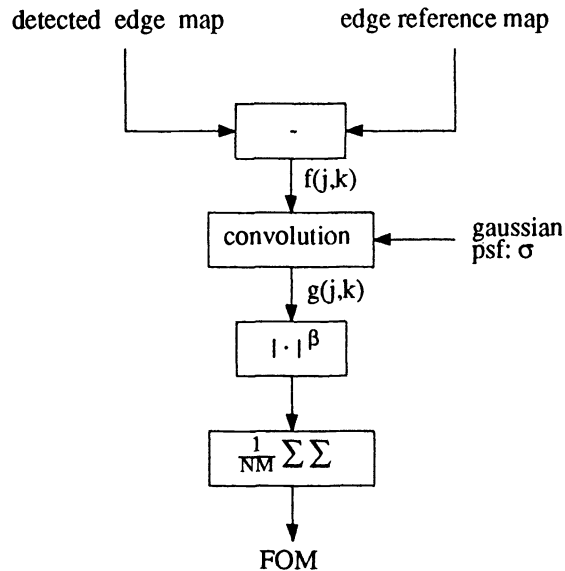 detected edge map
edge reference map
-
f(j,k)
convolution
gaussian
psf: σ
g(j,k)
| · |^β
1/NM ΣΣ
FOM